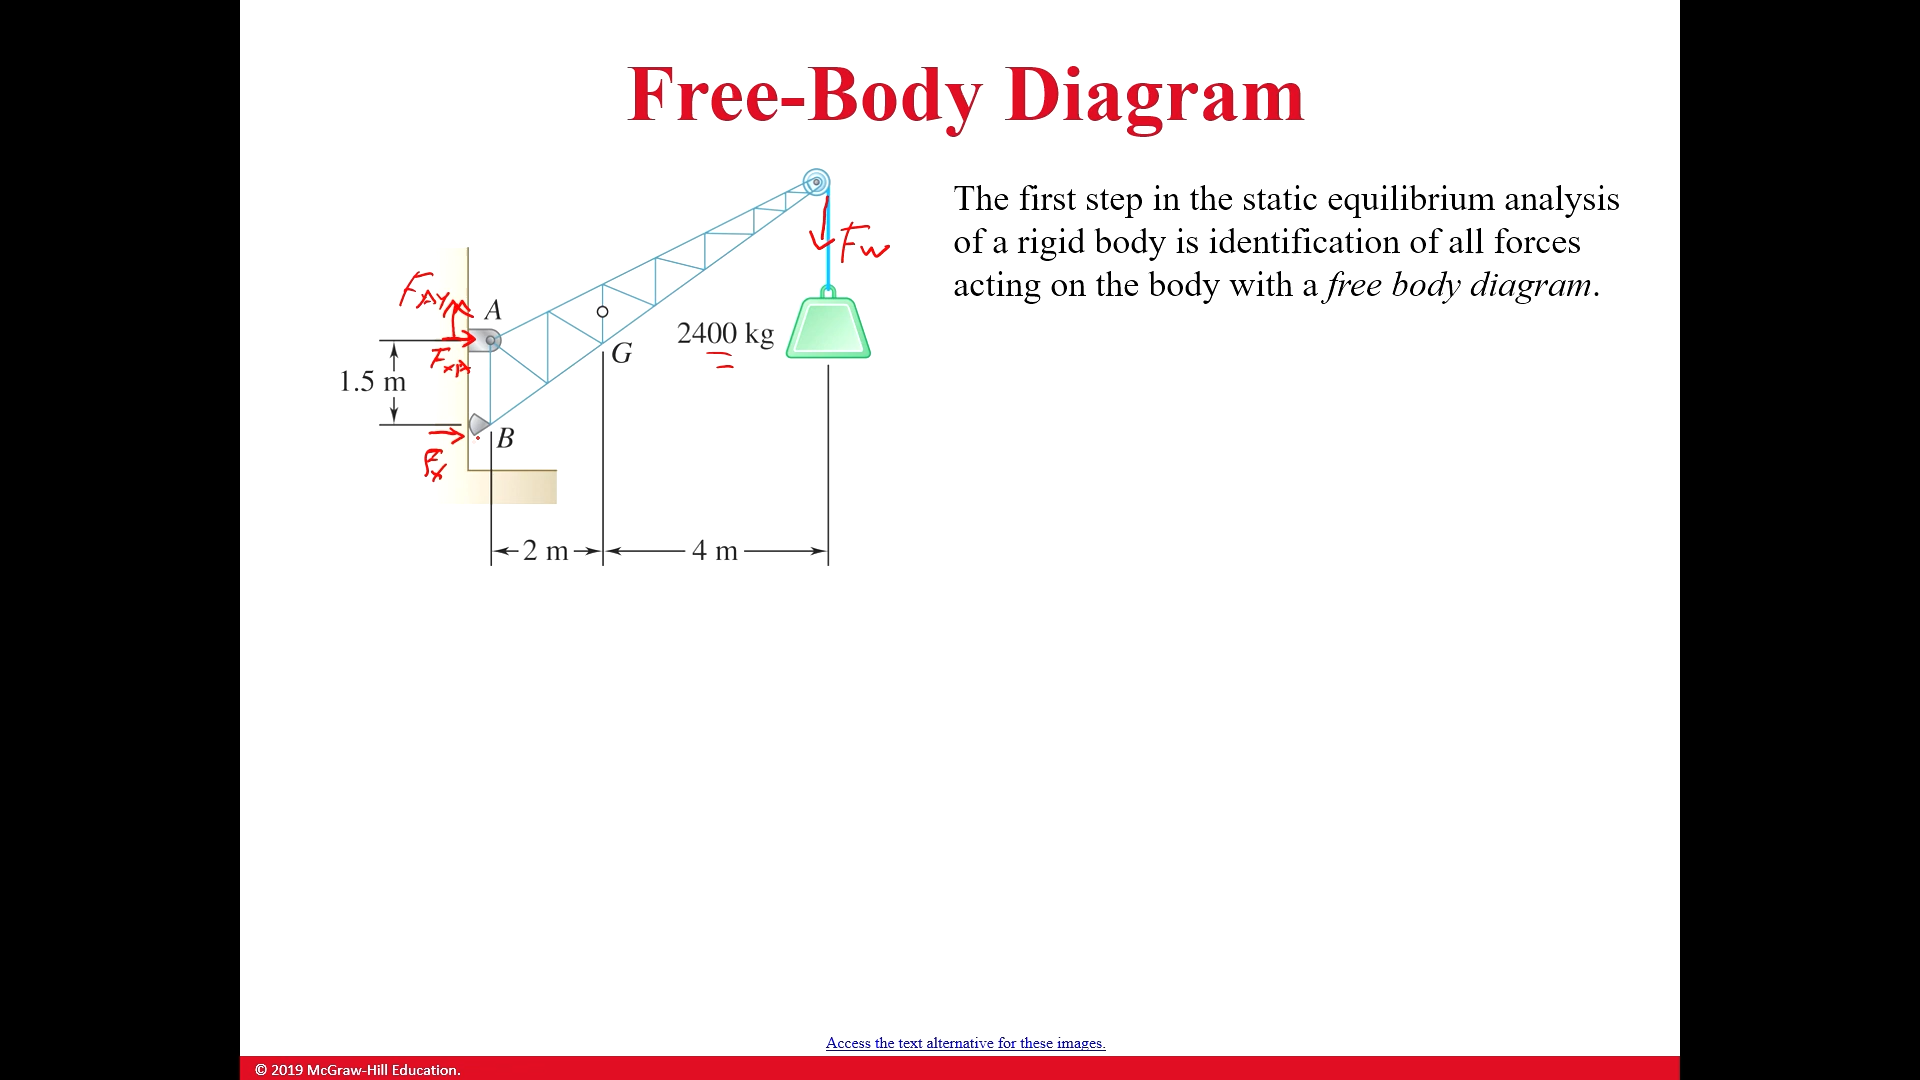 Free-Body Diagram
The first step in the static equilibrium analysis
of a rigid body is identification of all forces
acting on the body with a free body diagram.
Fw
FAy
A
2400 kg
G
FxA
1.5 m
B
2 m
4 m
Access the text alternative for these images.
© 2019 McGraw-Hill Education.